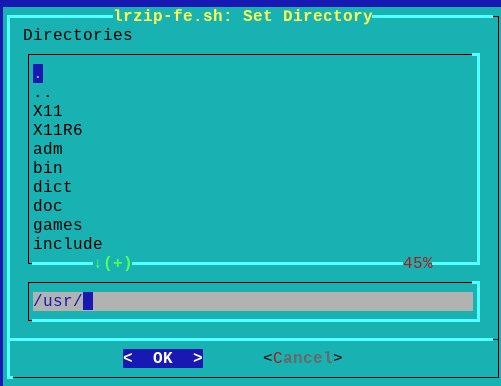 lrzip-fe.sh: Set Directory
Directories
.
..
X11
X11R6
adm
bin
dict
doc
games
include
↓(+) 45%
/usr/
< OK > <Cancel>